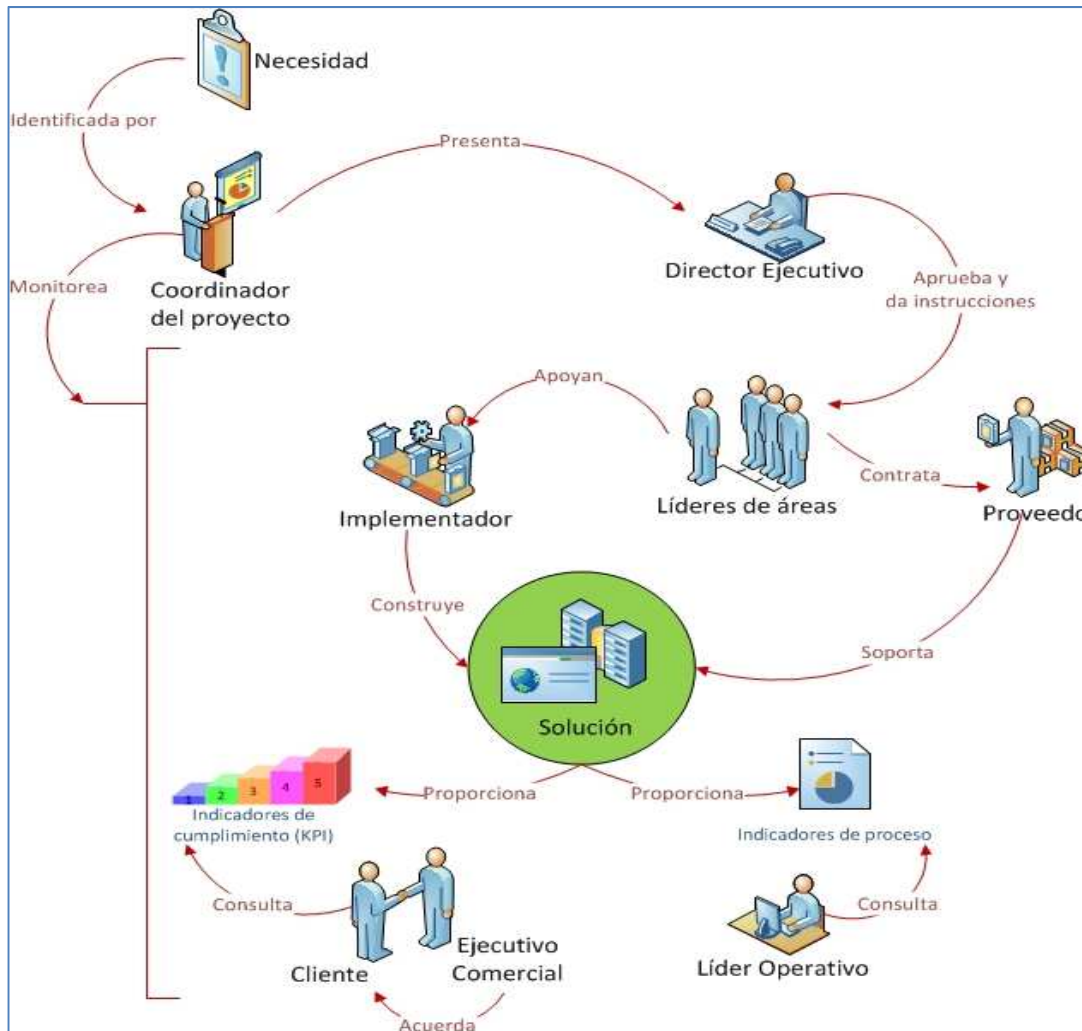 Necesidad
Identificada por
Presenta
Monitorea
Coordinador
del proyecto
Director Ejecutivo
Aprueba y
da instrucciones
Apoyan
Implementador
Líderes de áreas
Contrata
Proveedo
Construye
Soporta
Solución
1 2 3 4 5
Proporciona
Proporciona
Indicadores de
cumplimiento (KPI)
Indicadores de proceso
Consulta
Consulta
Cliente
Ejecutivo
Comercial
Líder Operativo
Acuerda